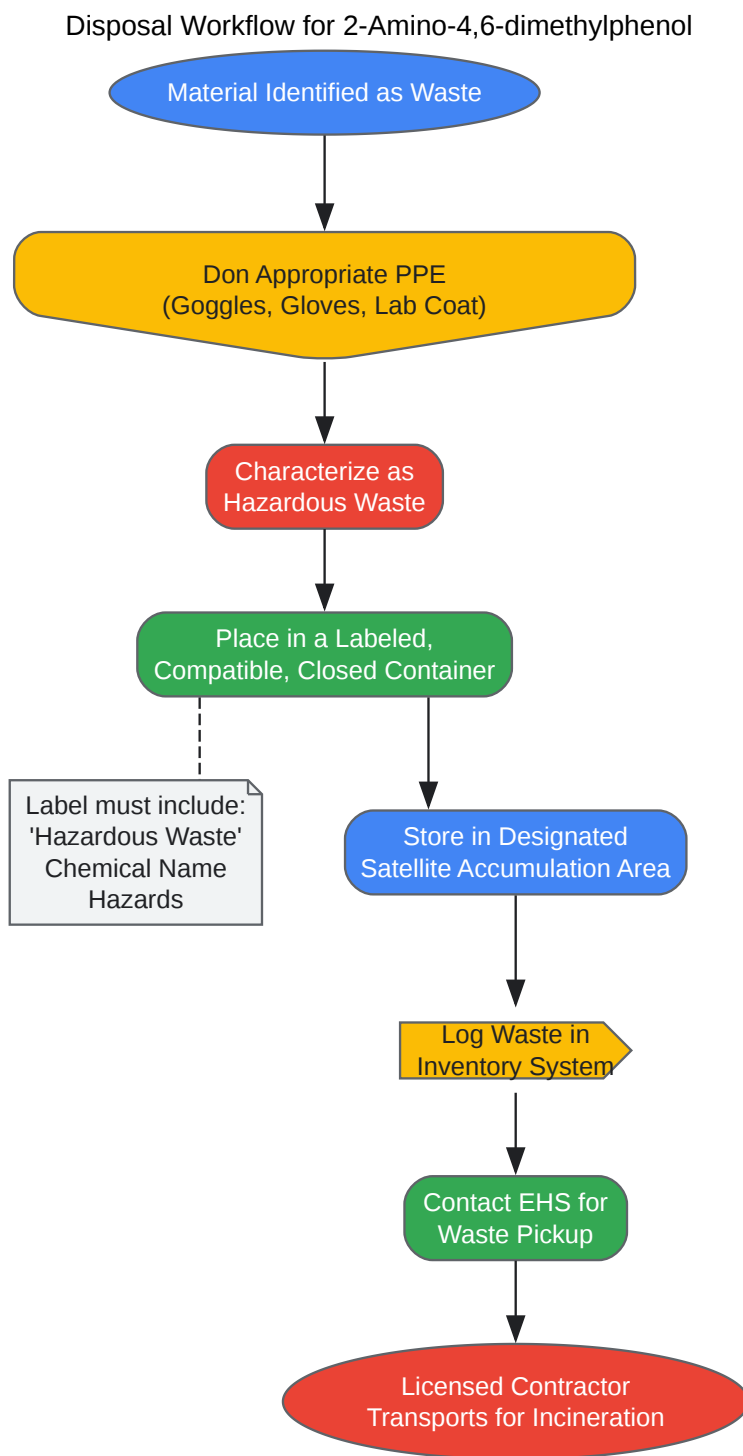 Disposal Workflow for 2-Amino-4,6-dimethylphenol
Material Identified as Waste
Don Appropriate PPE
(Goggles, Gloves, Lab Coat)
Characterize as
Hazardous Waste
Place in a Labeled,
Compatible, Closed Container
Label must include:
'Hazardous Waste'
Chemical Name
Hazards
Store in Designated
Satellite Accumulation Area
Log Waste in
Inventory System
Contact EHS for
Waste Pickup
Licensed Contractor
Transports for Incineration